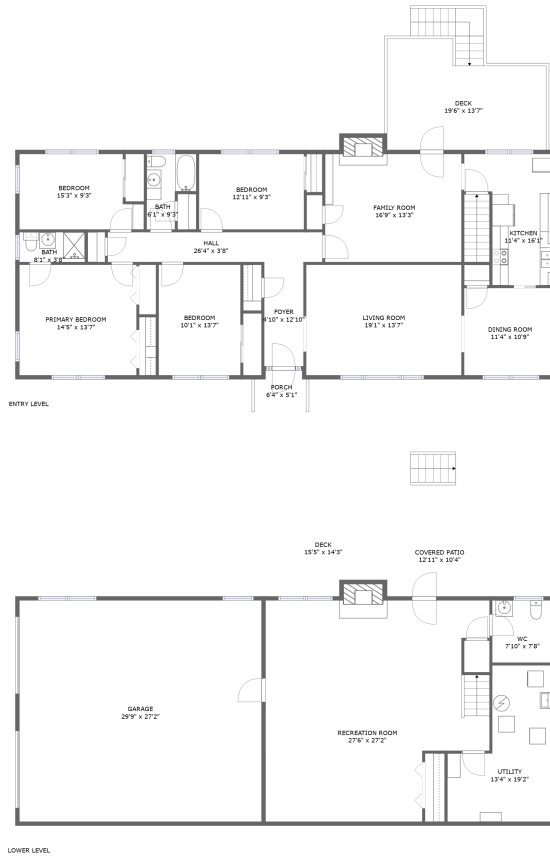 DECK
19'6" x 13'7"
BEDROOM
15'3" x 9'3"
BATH
6'1" x 9'3"
BEDROOM
12'11" x 9'3"
FAMILY ROOM
16'9" x 13'3"
KITCHEN
11'4" x 16'1"
BATH
8'1" x 3'8"
HALL
26'4" x 3'8"
PRIMARY BEDROOM
14'5" x 13'7"
BEDROOM
10'1" x 13'7"
FOYER
4'10" x 12'10"
LIVING ROOM
19'1" x 13'7"
DINING ROOM
11'4" x 10'9"
PORCH
6'4" x 5'1"
ENTRY LEVEL
DECK
15'5" x 14'3"
COVERED PATIO
12'11" x 10'4"
WC
7'10" x 7'8"
GARAGE
29'9" x 27'2"
RECREATION ROOM
27'6" x 27'2"
UTILITY
13'4" x 19'2"
LOWER LEVEL